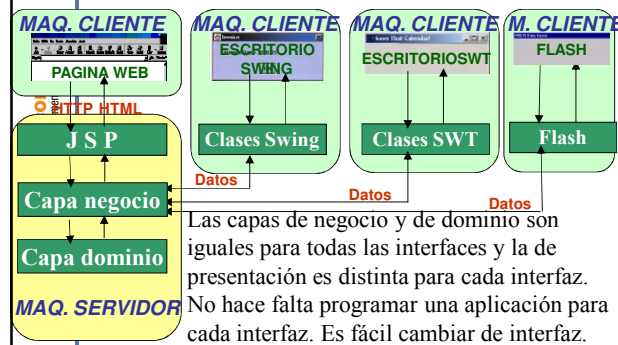 MAQ. CLIENTE
MAQ. CLIENTE
MAQ. CLIENTE
M. CLIENTE
PAGINA WEB
ESCRITORIO
SWING
ESCRITORIOSWT
FLASH
HTTP HTML
J S P
Clases Swing
Clases SWT
Flash
Datos
Datos
Datos
Capa negocio
Capa dominio
MAQ. SERVIDOR
Las capas de negocio y de dominio son
iguales para todas las interfaces y la de
presentación es distinta para cada interfaz.
No hace falta programar una aplicación para
cada interfaz. Es fácil cambiar de interfaz.